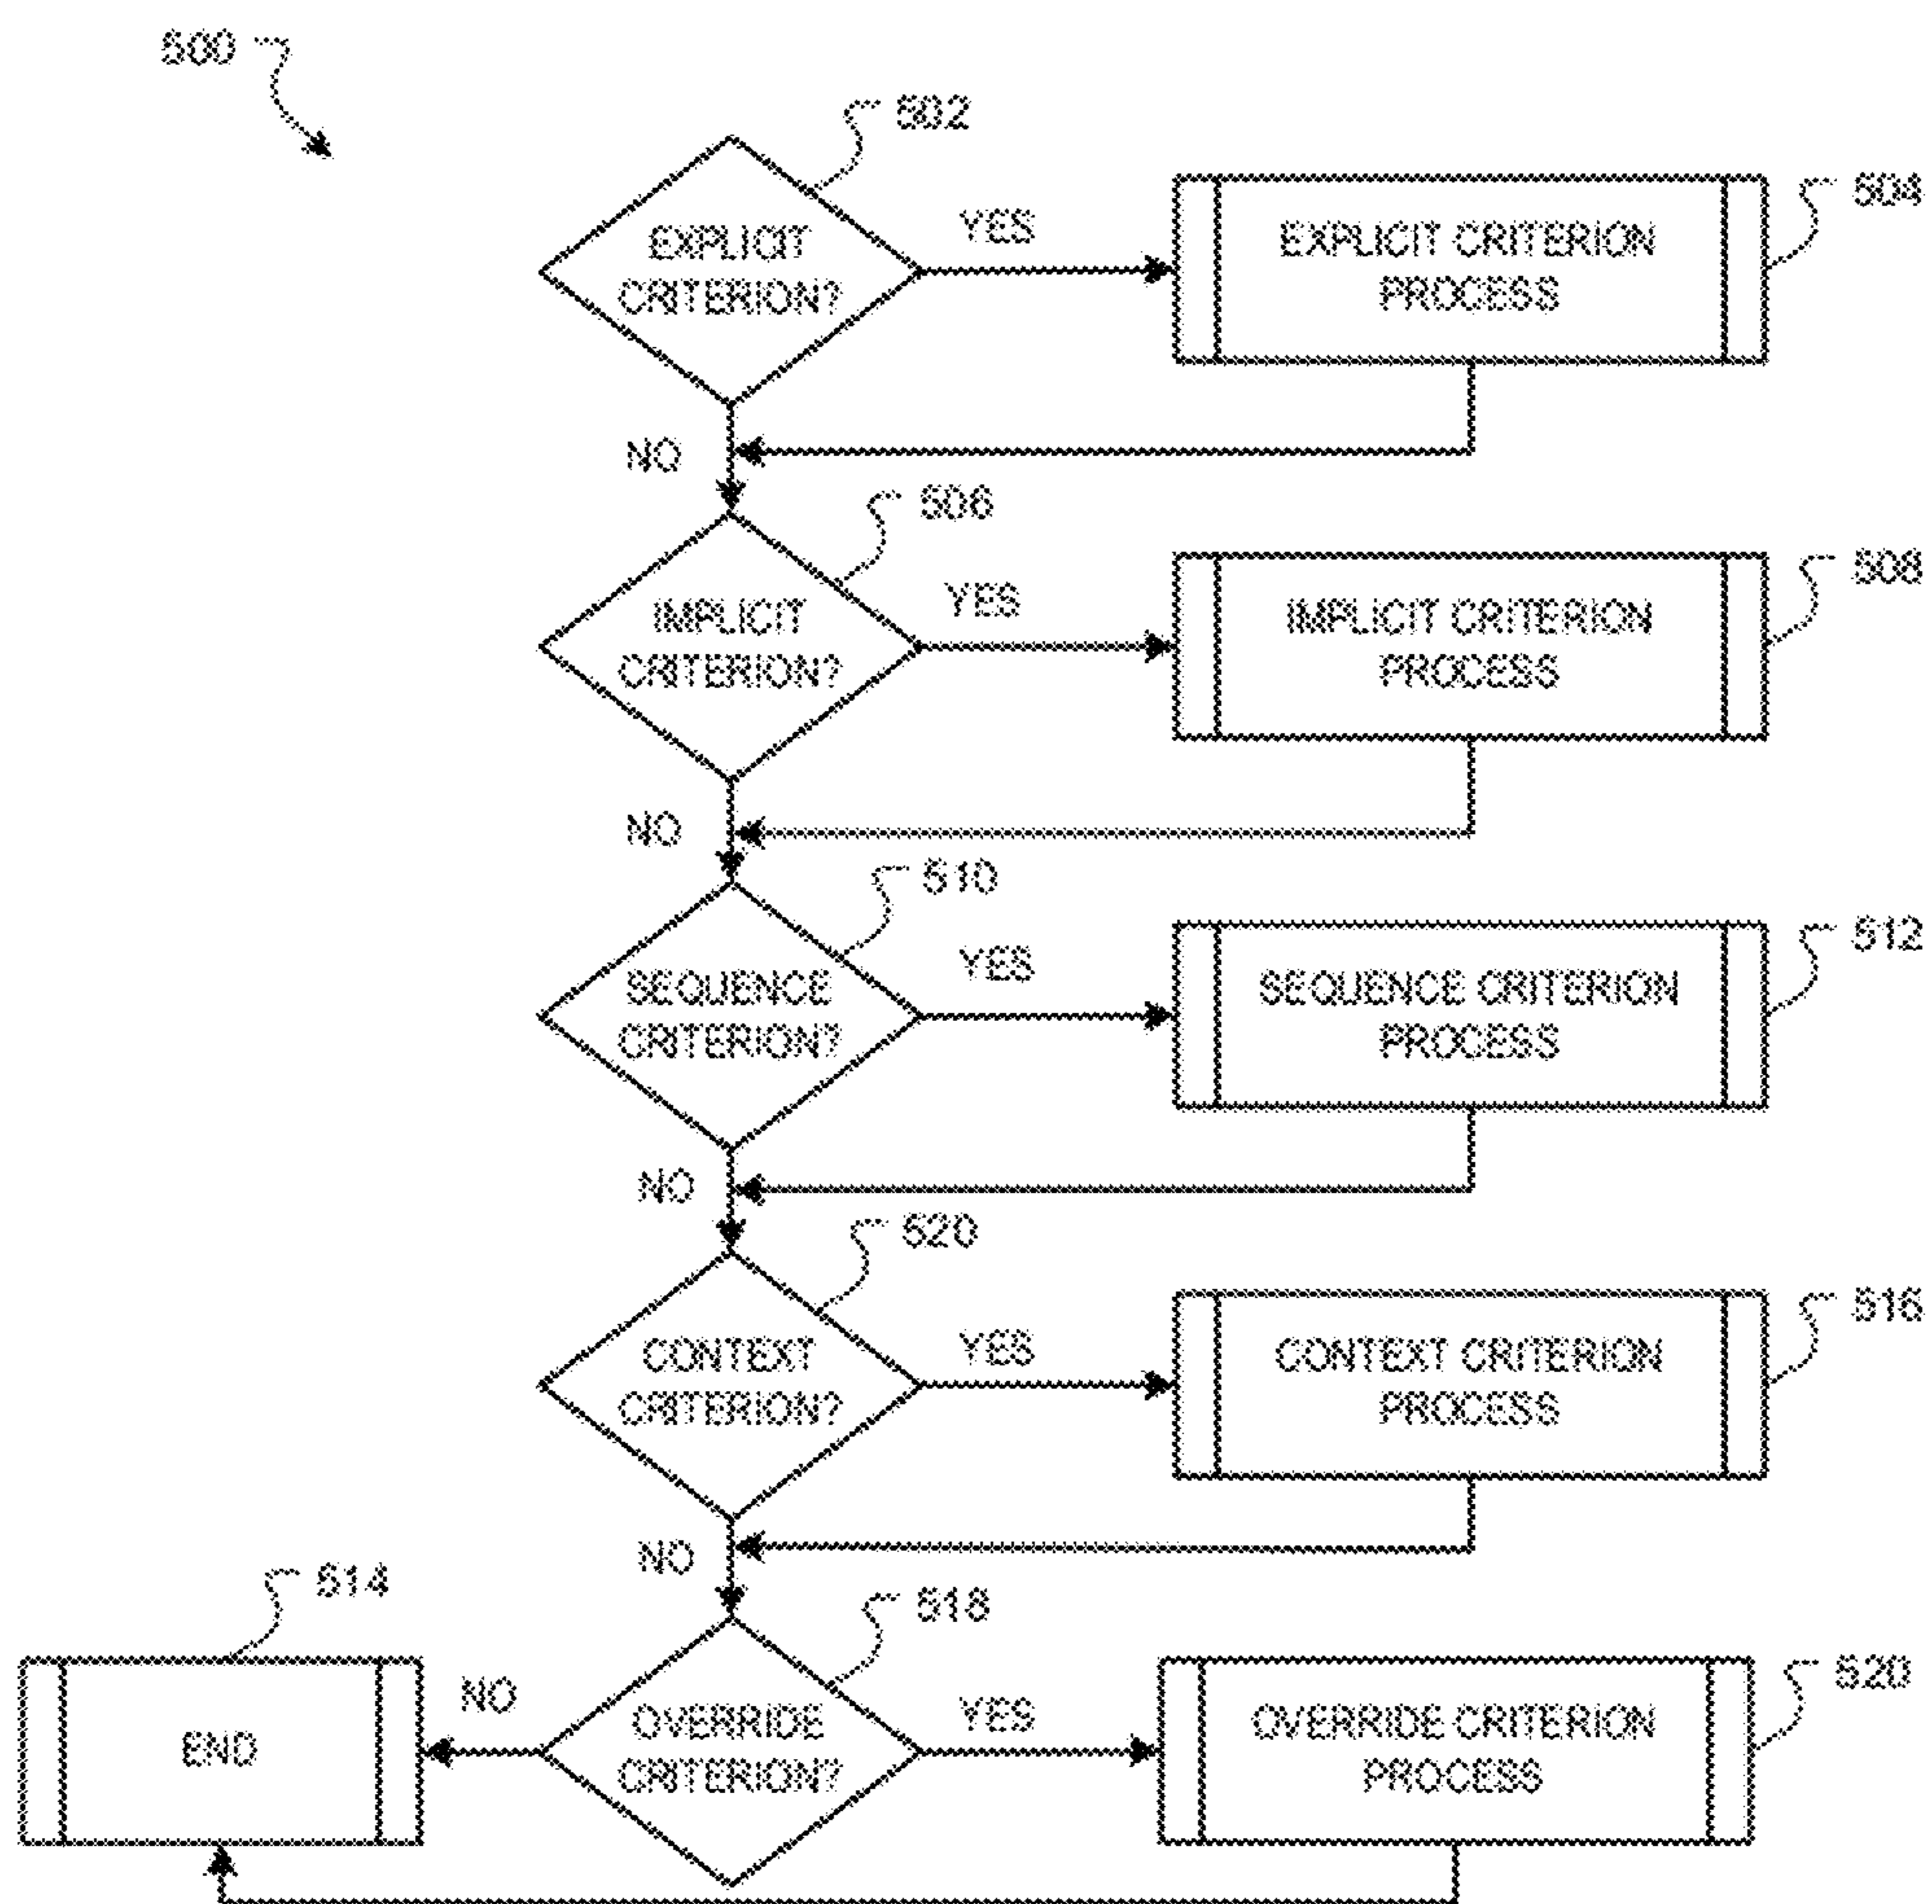 500
502
EXPLICIT
CRITERION?
YES
EXPLICIT CRITERION
PROCESS
504
NO
506
IMPLICIT
CRITERION?
YES
IMPLICIT CRITERION
PROCESS
508
NO
510
SEQUENCE
CRITERION?
YES
SEQUENCE CRITERION
PROCESS
512
NO
520
CONTEXT
CRITERION?
YES
CONTEXT CRITERION
PROCESS
516
NO
514
END
NO
518
OVERRIDE
CRITERION?
YES
OVERRIDE CRITERION
PROCESS
520